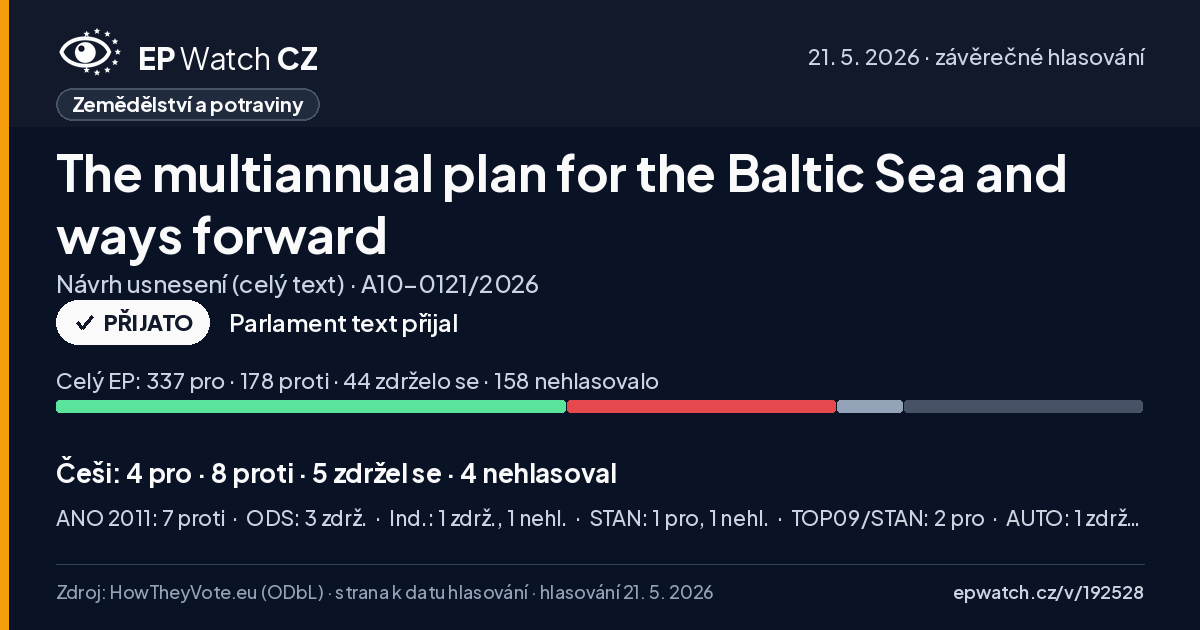 EP Watch CZ
21. 5. 2026 · závěrečné hlasování
Zemědělství a potraviny
The multiannual plan for the Baltic Sea and
ways forward
Návrh usnesení (celý text) · A10–0121/2026
✓ PŘIJATO Parlament text přijal
Celý EP: 337 pro · 178 proti · 44 zdrželo se · 158 nehlasovalo
Češi: 4 pro · 8 proti · 5 zdržel se · 4 nehlasoval
ANO 2011: 7 proti · ODS: 3 zdrž. · Ind.: 1 zdrž., 1 nehl. · STAN: 1 pro, 1 nehl. · TOP09/STAN: 2 pro · AUTO: 1 zdrž…
Zdroj: HowTheyVote.eu (ODbL) · strana k datu hlasování · hlasování 21. 5. 2026
epwatch.cz/v/192528